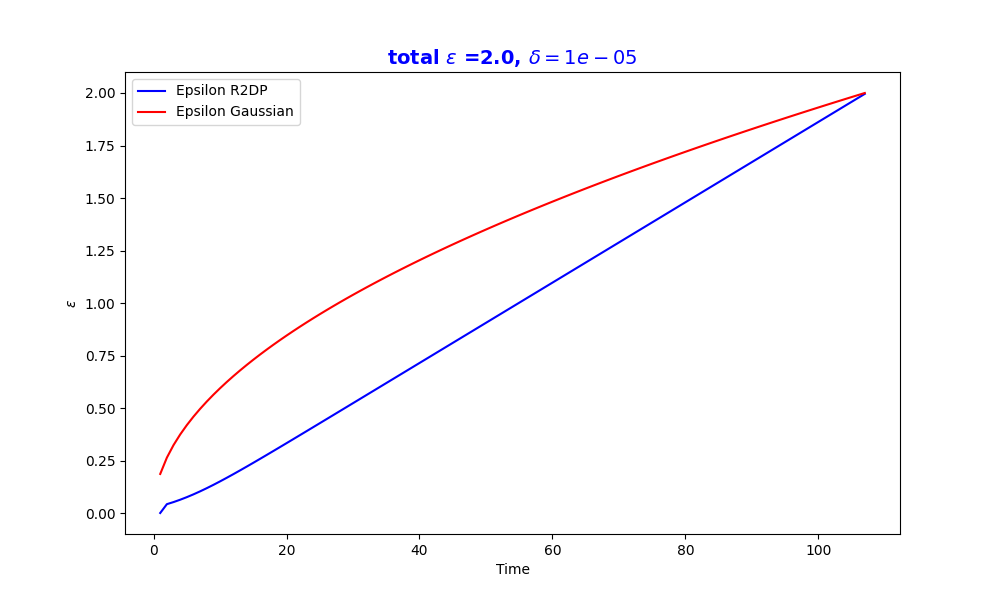 total ε =2.0, δ = 1e − 05
Epsilon R2DP
Epsilon Gaussian
2.00
1.75
1.50
1.25
1.00
0.75
0.50
0.25
0.00
ε
0 20 40 60 80 100
Time